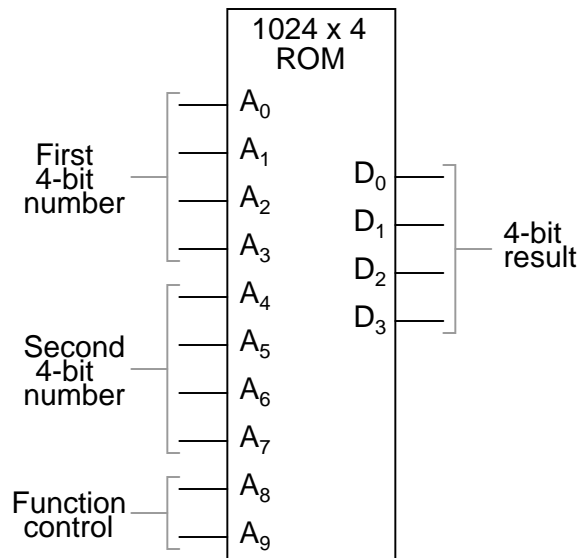 1024 x 4
ROM
First
4-bit
number
A0
A1
A2
A3
Second
4-bit
number
A4
A5
A6
A7
Function
control
A8
A9
D0
D1
D2
D3
4-bit
result